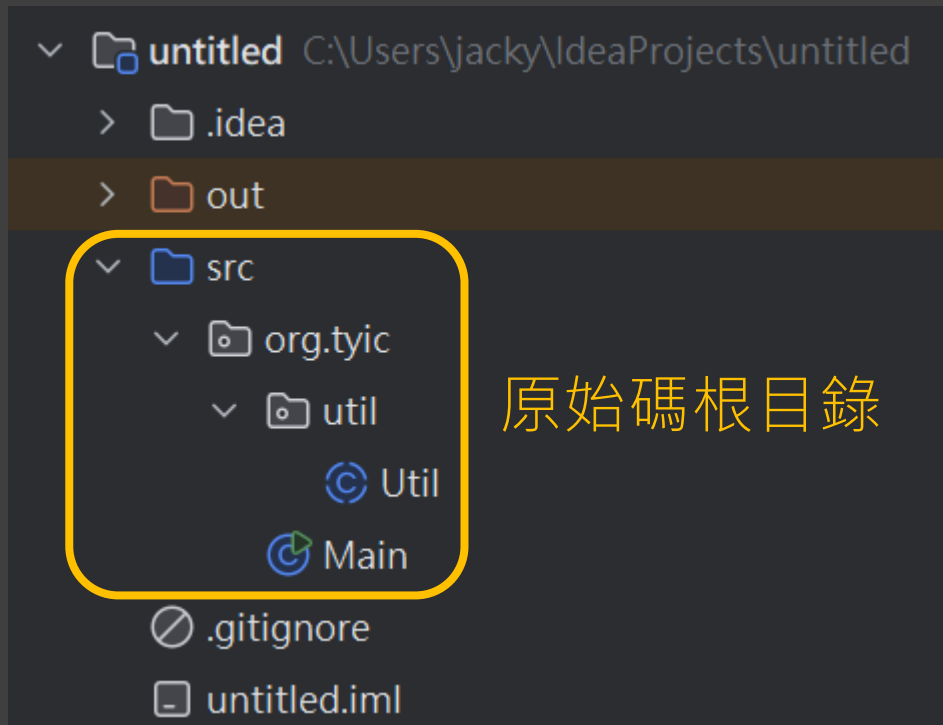 untitled C:\Users\jacky\IdeaProjects\untitled
.idea
out
src
org.tyic
util
原始碼根目錄
Util
Main
.gitignore
untitled.iml